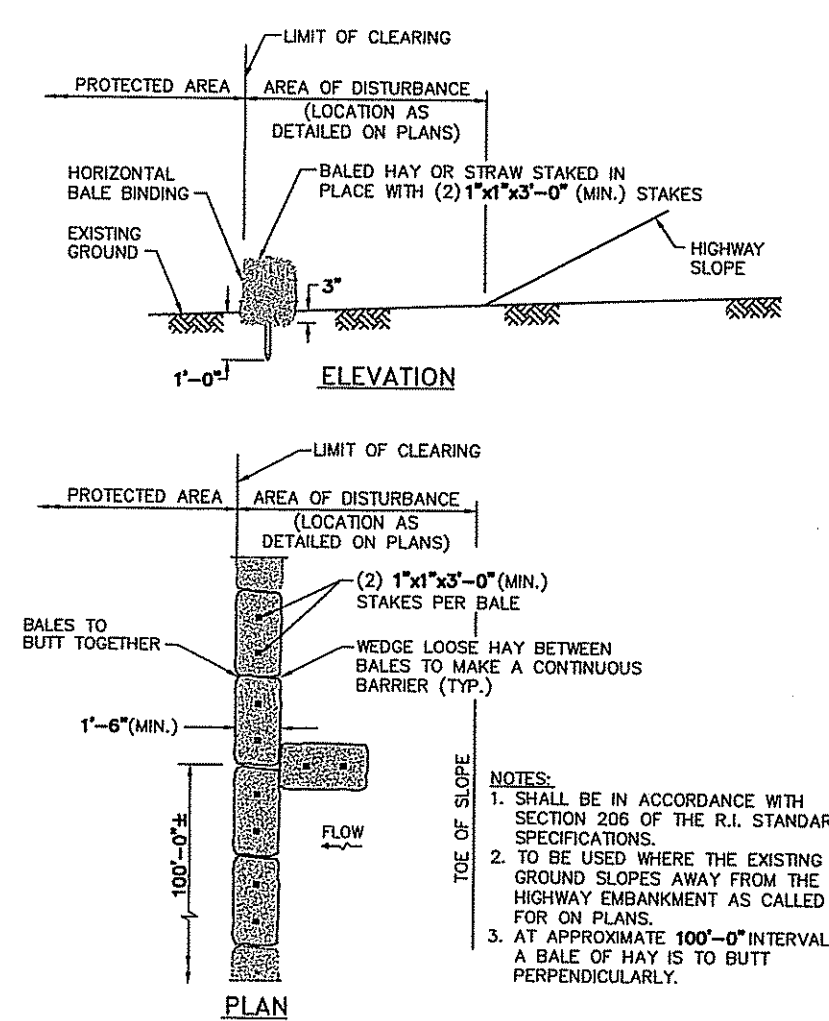 LIMIT OF CLEARING
PROTECTED AREA
AREA OF DISTURBANCE
(LOCATION AS
DETAILED ON PLANS)
HORIZONTAL
BALE BINDING
BALED HAY OR STRAW STAKED IN
PLACE WITH (2) 1"x1"x3'-0" (MIN.) STAKES
EXISTING
GROUND
HIGHWAY
SLOPE
3"
1'-0"
ELEVATION
LIMIT OF CLEARING
PROTECTED AREA
AREA OF DISTURBANCE
(LOCATION AS
DETAILED ON PLANS)
(2) 1"x1"x3'-0"(MIN.)
STAKES PER BALE
BALES TO
BUTT TOGETHER
WEDGE LOOSE HAY BETWEEN
BALES TO MAKE A CONTINUOUS
BARRIER (TYP.)
1'-6"(MIN.)
100'-0"±
FLOW
TOE OF SLOPE
NOTES:
1. SHALL BE IN ACCORDANCE WITH
SECTION 206 OF THE R.I. STANDAR
SPECIFICATIONS.
2. TO BE USED WHERE THE EXISTING
GROUND SLOPES AWAY FROM THE
HIGHWAY EMBANKMENT AS CALLED
FOR ON PLANS.
3. AT APPROXIMATE 100'-0" INTERVAL
A BALE OF HAY IS TO BUTT
PERPENDICULARLY.
PLAN